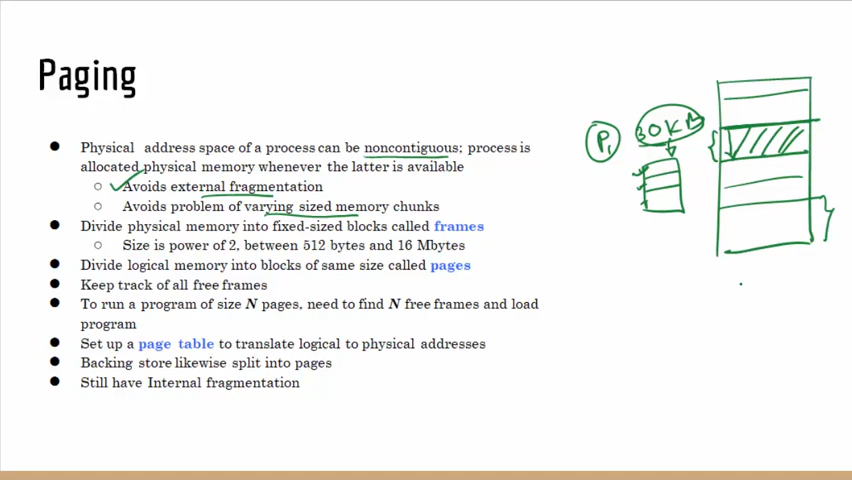 Paging
● Physical address space of a process can be noncontiguous; process is
allocated physical memory whenever the latter is available
○ Avoids external fragmentation
○ Avoids problem of varying sized memory chunks
● Divide physical memory into fixed-sized blocks called frames
○ Size is power of 2, between 512 bytes and 16 Mbytes
● Divide logical memory into blocks of same size called pages
● Keep track of all free frames
● To run a program of size N pages, need to find N free frames and load
program
● Set up a page table to translate logical to physical addresses
● Backing store likewise split into pages
● Still have Internal fragmentation
P1
30KB